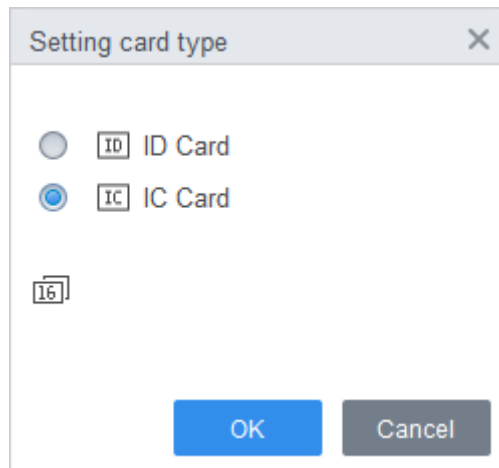 Setting card type
ID ID Card
IC IC Card
16
OK Cancel